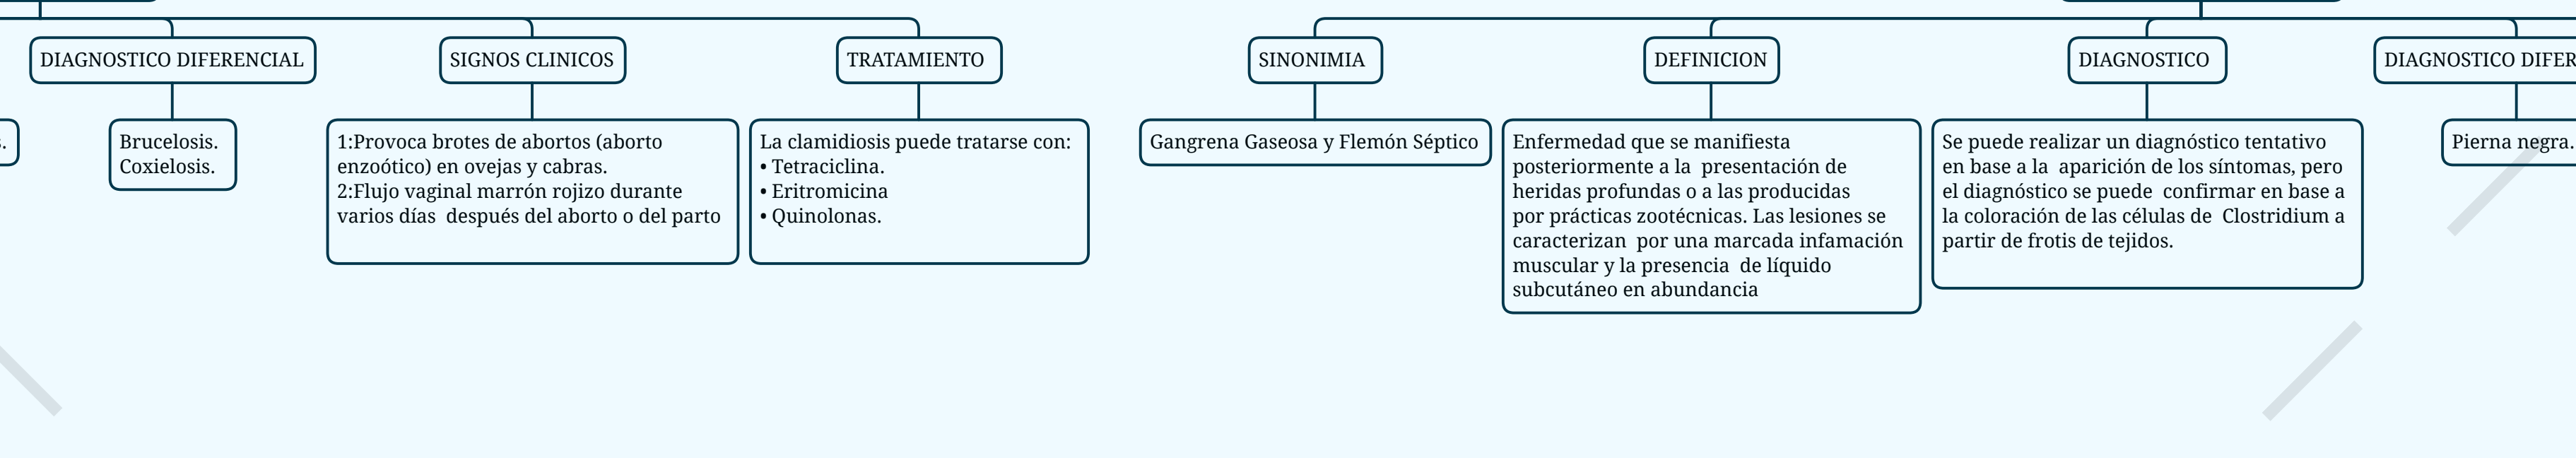 DIAGNOSTICO DIFERENCIAL
SIGNOS CLINICOS
TRATAMIENTO
SINONIMIA
DEFINICION
DIAGNOSTICO
DIAGNOSTICO
Brucelosis.
Coxielosis.
1:Provoca brotes de abortos (aborto
enzoótico) en ovejas y cabras.
2:Flujo vaginal marrón rojizo durante
varios días  después del aborto o del parto
La clamidiosis puede tratarse con:
• Tetraciclina.
• Eritromicina
• Quinolonas.
Gangrena Gaseosa y Flemón Séptico
Enfermedad que se manifiesta
posteriormente a la  presentación de
heridas profundas o a las producidas
por prácticas zootécnicas. Las lesiones se
caracterizan  por una marcada infamación
muscular y la presencia  de líquido
subcutáneo en abundancia
Se puede realizar un diagnóstico tentativo
en base a la  aparición de los síntomas, pero
el diagnóstico se puede  confirmar en base a
la coloración de las células de  Clostridium a
partir de frotis de tejidos.
Pierna negra.